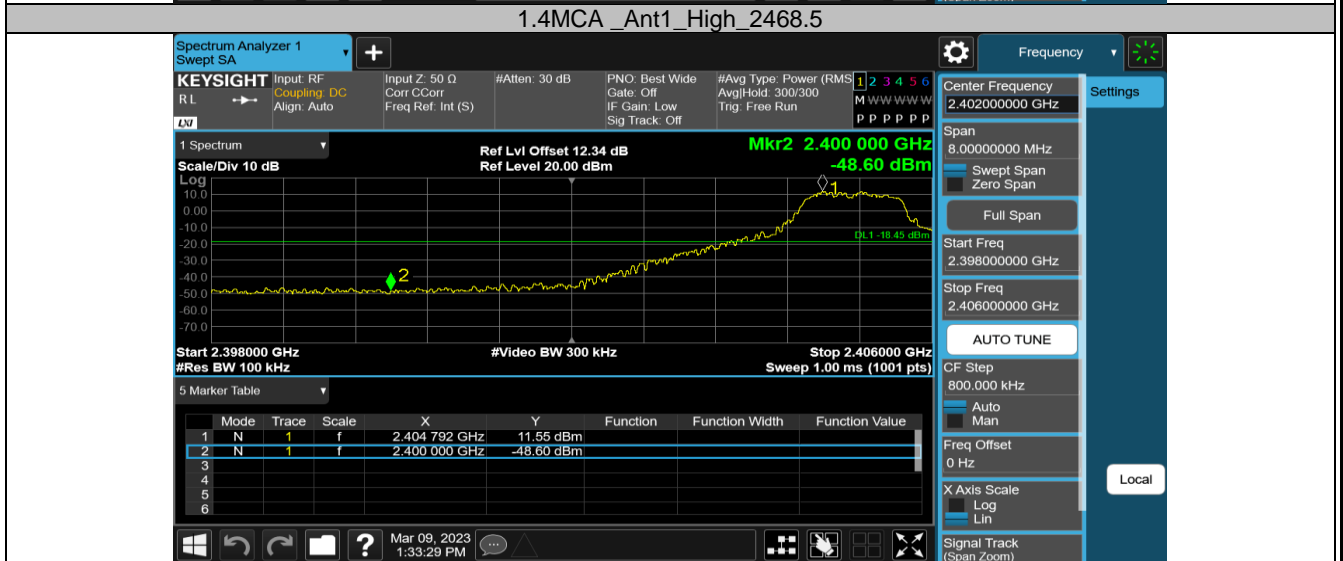 (Span Zoom)
1.4MCA _Ant1_High_2468.5
Spectrum Analyzer 1
Swept SA
+
Frequency
KEYSIGHT
RL
LXI
Input: RF
Coupling: DC
Align: Auto
Input Z: 50 Ω
Corr CCorr
Freq Ref: Int (S)
#Atten: 30 dB
PNO: Best Wide
Gate: Off
IF Gain: Low
Sig Track: Off
#Avg Type: Power (RMS
Avg|Hold: 300/300
Trig: Free Run
1 2 3 4 5 6
M W W W W W
P P P P P P
1 Spectrum
Scale/Div 10 dB
Ref Lvl Offset 12.34 dB
Ref Level 20.00 dBm
Mkr2 2.400 000 GHz
-48.60 dBm
Log
10.0
0.00
-10.0
-20.0
-30.0
-40.0
-50.0
-60.0
-70.0
1
2
DL1 -18.45 dBm
Start 2.398000 GHz
#Video BW 300 kHz
Stop 2.406000 GHz
#Res BW 100 kHz
Sweep 1.00 ms (1001 pts)
5 Marker Table
Mode Trace Scale X Y Function Function Width Function Value
1 N 1 f 2.404 792 GHz 11.55 dBm
2 N 1 f 2.400 000 GHz -48.60 dBm
3
4
5
6
Center Frequency
2.402000000 GHz
Settings
Span
8.00000000 MHz
Swept Span
Zero Span
Full Span
Start Freq
2.398000000 GHz
Stop Freq
2.406000000 GHz
AUTO TUNE
CF Step
800.000 kHz
Auto
Man
Freq Offset
0 Hz
X Axis Scale
Log
Lin
Local
Signal Track
(Span Zoom)
?
Mar 09, 2023
1:33:29 PM